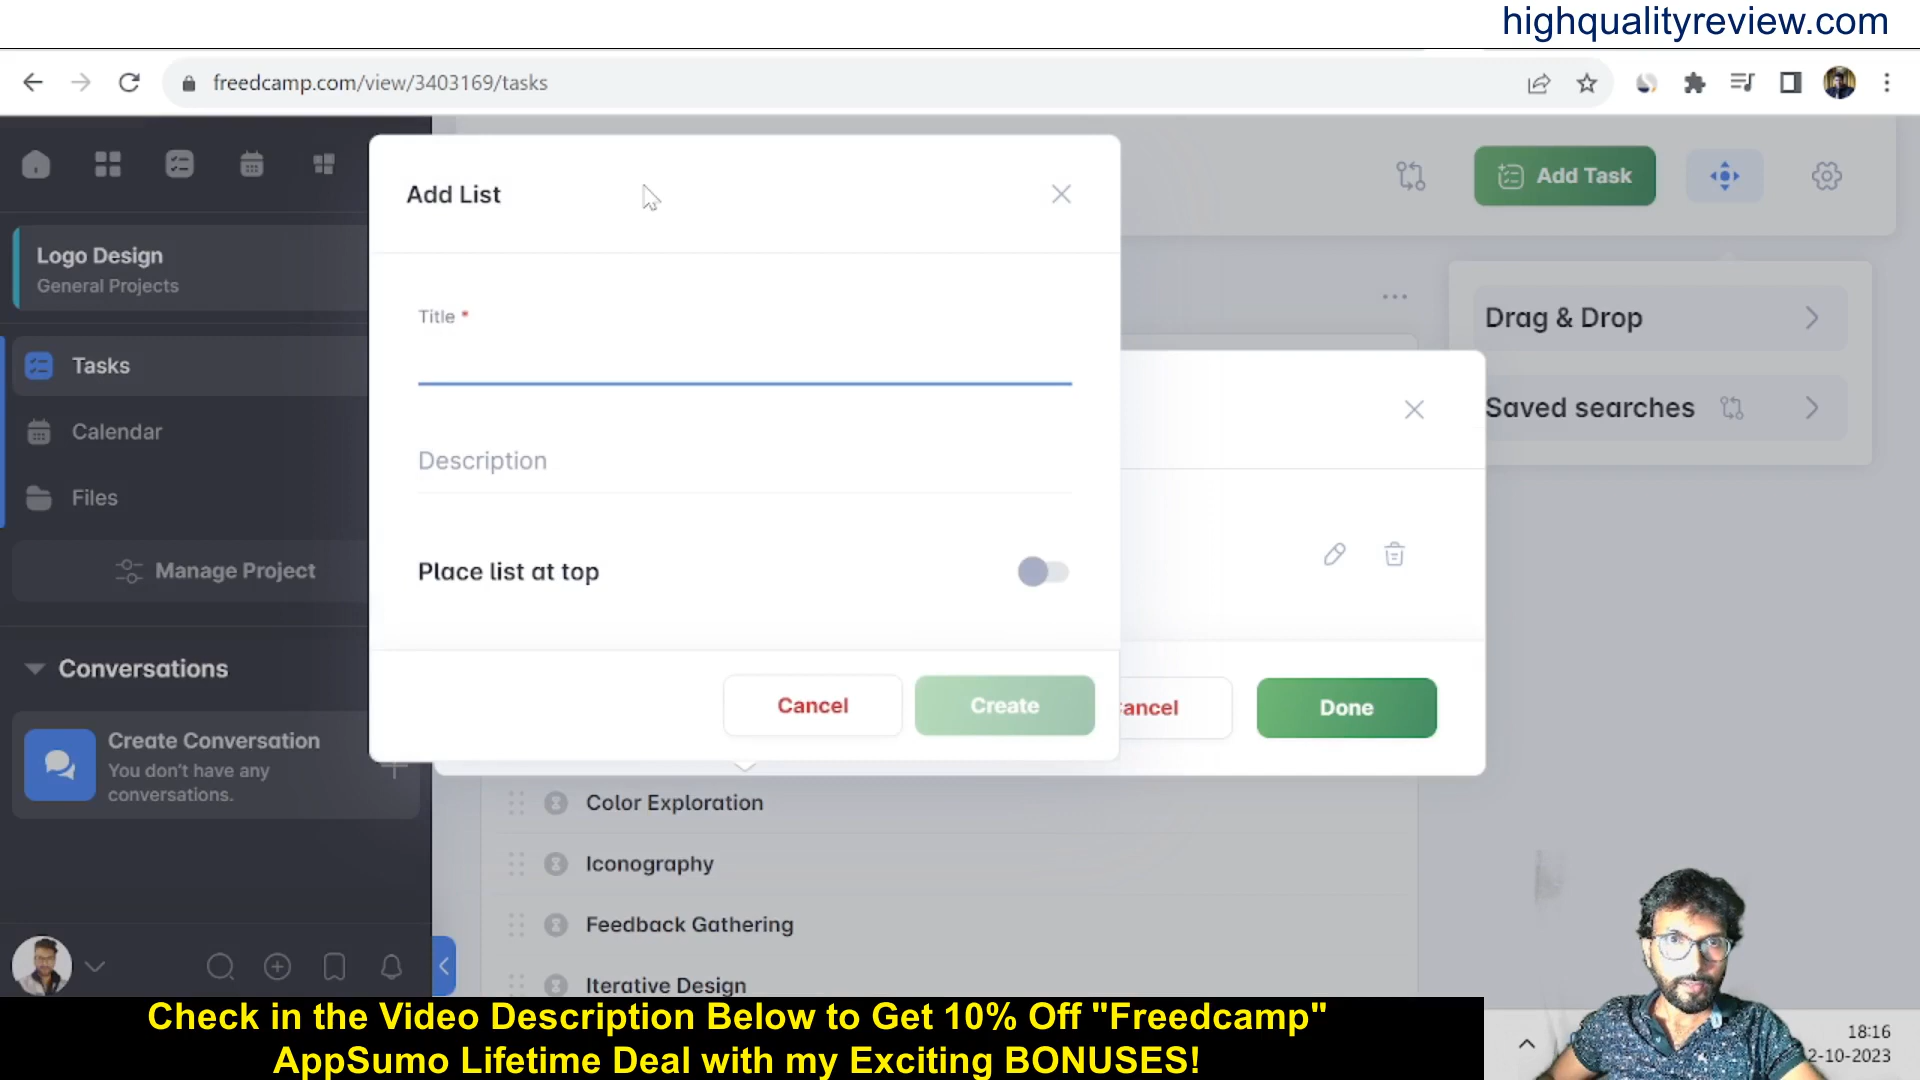 highqualityreview.com
freedcamp.com/view/3403169/tasks
Add List
Add Task
Logo Design
General Projects
Title *
Drag & Drop
Tasks
Saved searches
Calendar
Description
Files
Manage Project
Place list at top
Conversations
Cancel
Create
ancel
Done
Create Conversation
You don't have any
conversations.
Color Exploration
Iconography
Feedback Gathering
Iterative Design
Check in the Video Description Below to Get 10% Off "Freedcamp"
AppSumo Lifetime Deal with my Exciting BONUSES!
18:16
2-10-2023